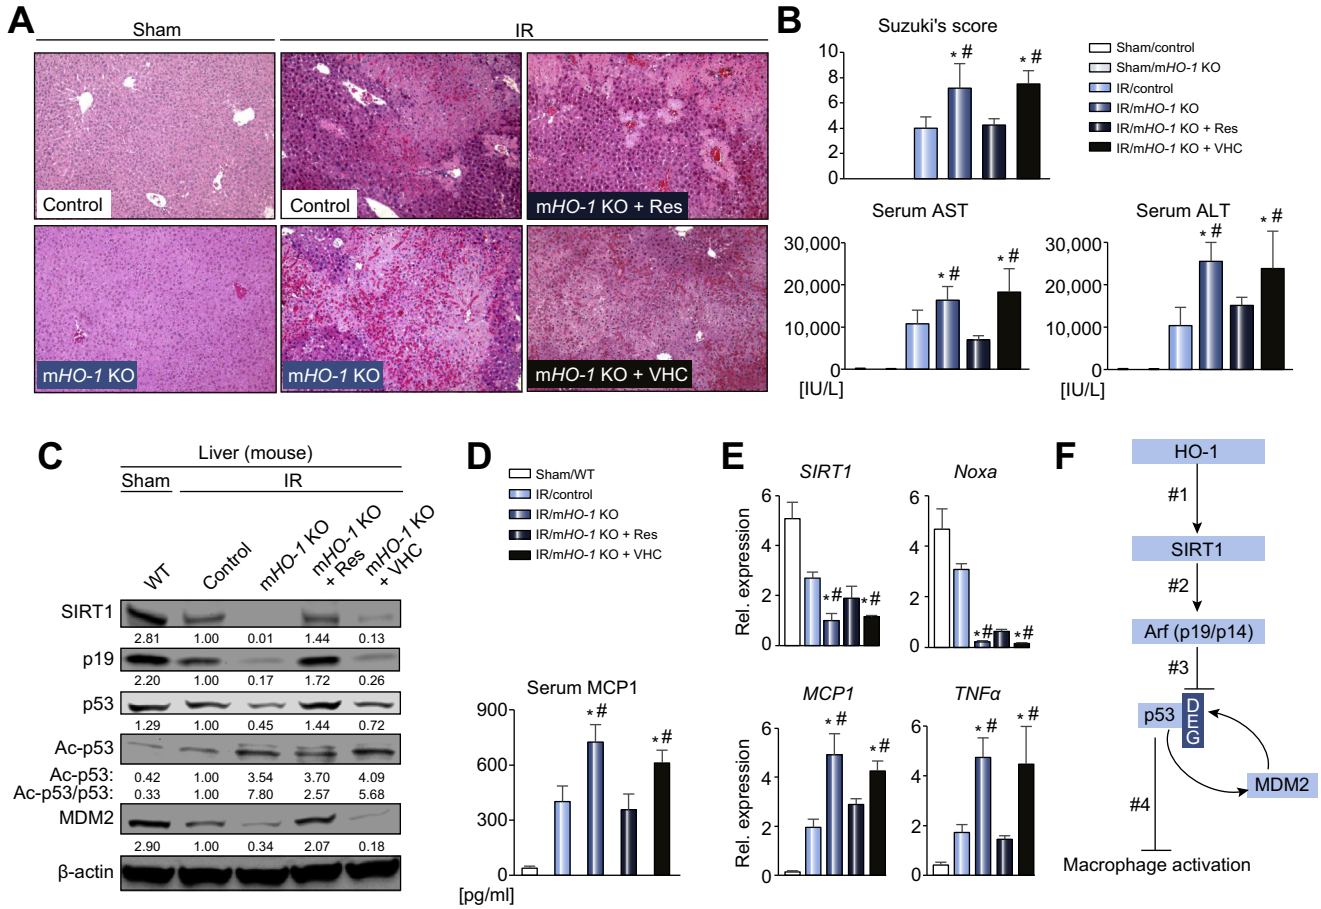 A
Sham
IR
Control
Control
mHO-1 KO + Res
mHO-1 KO
mHO-1 KO
mHO-1 KO + VHC
B
Suzuki's score
10
8
6
4
2
0
* #
* #
Sham/control
Sham/mHO-1 KO
IR/control
IR/mHO-1 KO
IR/mHO-1 KO + Res
IR/mHO-1 KO + VHC
Serum AST
30,000
20,000
10,000
0
[IU/L]
* #
* #
Serum ALT
30,000
20,000
10,000
0
[IU/L]
* #
* #
C
Liver (mouse)
Sham
IR
WT
Control
mHO-1 KO
mHO-1 KO
+ Res
mHO-1 KO
+ VHC
SIRT1
2.81 1.00 0.01 1.44 0.13
p19
2.20 1.00 0.17 1.72 0.26
p53
1.29 1.00 0.45 1.44 0.72
Ac-p53
Ac-p53: 0.42 1.00 3.54 3.70 4.09
Ac-p53/p53: 0.33 1.00 7.80 2.57 5.68
MDM2
2.90 1.00 0.34 2.07 0.18
β-actin
D
Sham/WT
IR/control
IR/mHO-1 KO
IR/mHO-1 KO + Res
IR/mHO-1 KO + VHC
Serum MCP1
900
600
300
0
[pg/ml]
* #
* #
E
SIRT1
Rel. expression
6
4
2
0
*#
*#
Noxa
6
4
2
0
*#
*#
MCP1
Rel. expression
6
4
2
0
* #
*#
TNFα
6
4
2
0
* #
* #
F
HO-1
#1
SIRT1
#2
Arf (p19/p14)
#3
p53
DEG
MDM2
#4
Macrophage activation